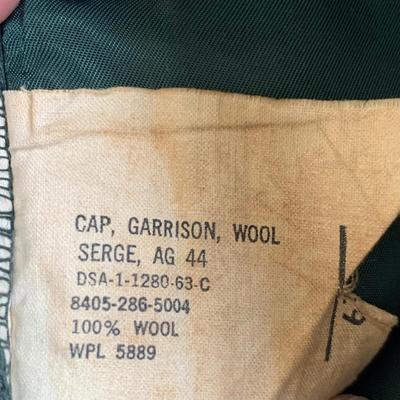 CAP, GARRISON, WOOL
SERGE, AG 44
DSA-1-1280-63-C
8405-286-5004
100% WOOL
WPL 5889